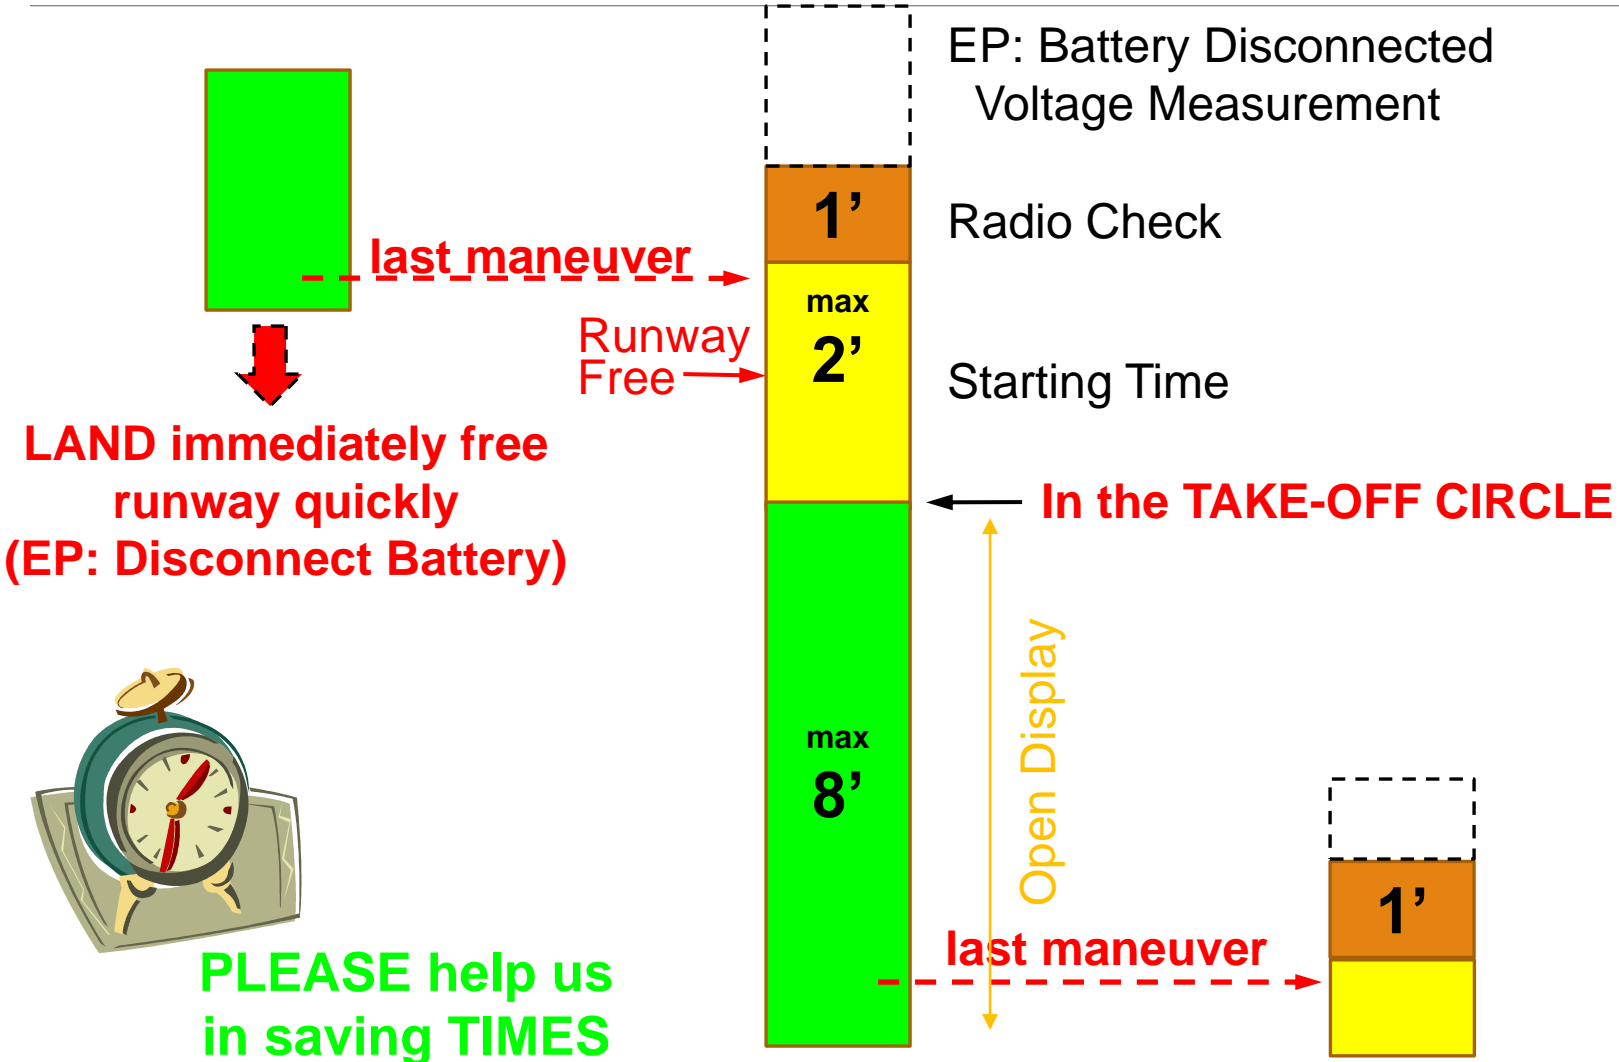 EP: Battery Disconnected
Voltage Measurement
1’
Radio Check
last maneuver
max
2’
Runway
Free
Starting Time
LAND immediately free
runway quickly
(EP: Disconnect Battery)
In the TAKE-OFF CIRCLE
Open Display
max
8’
1’
last maneuver
PLEASE help us
in saving TIMES